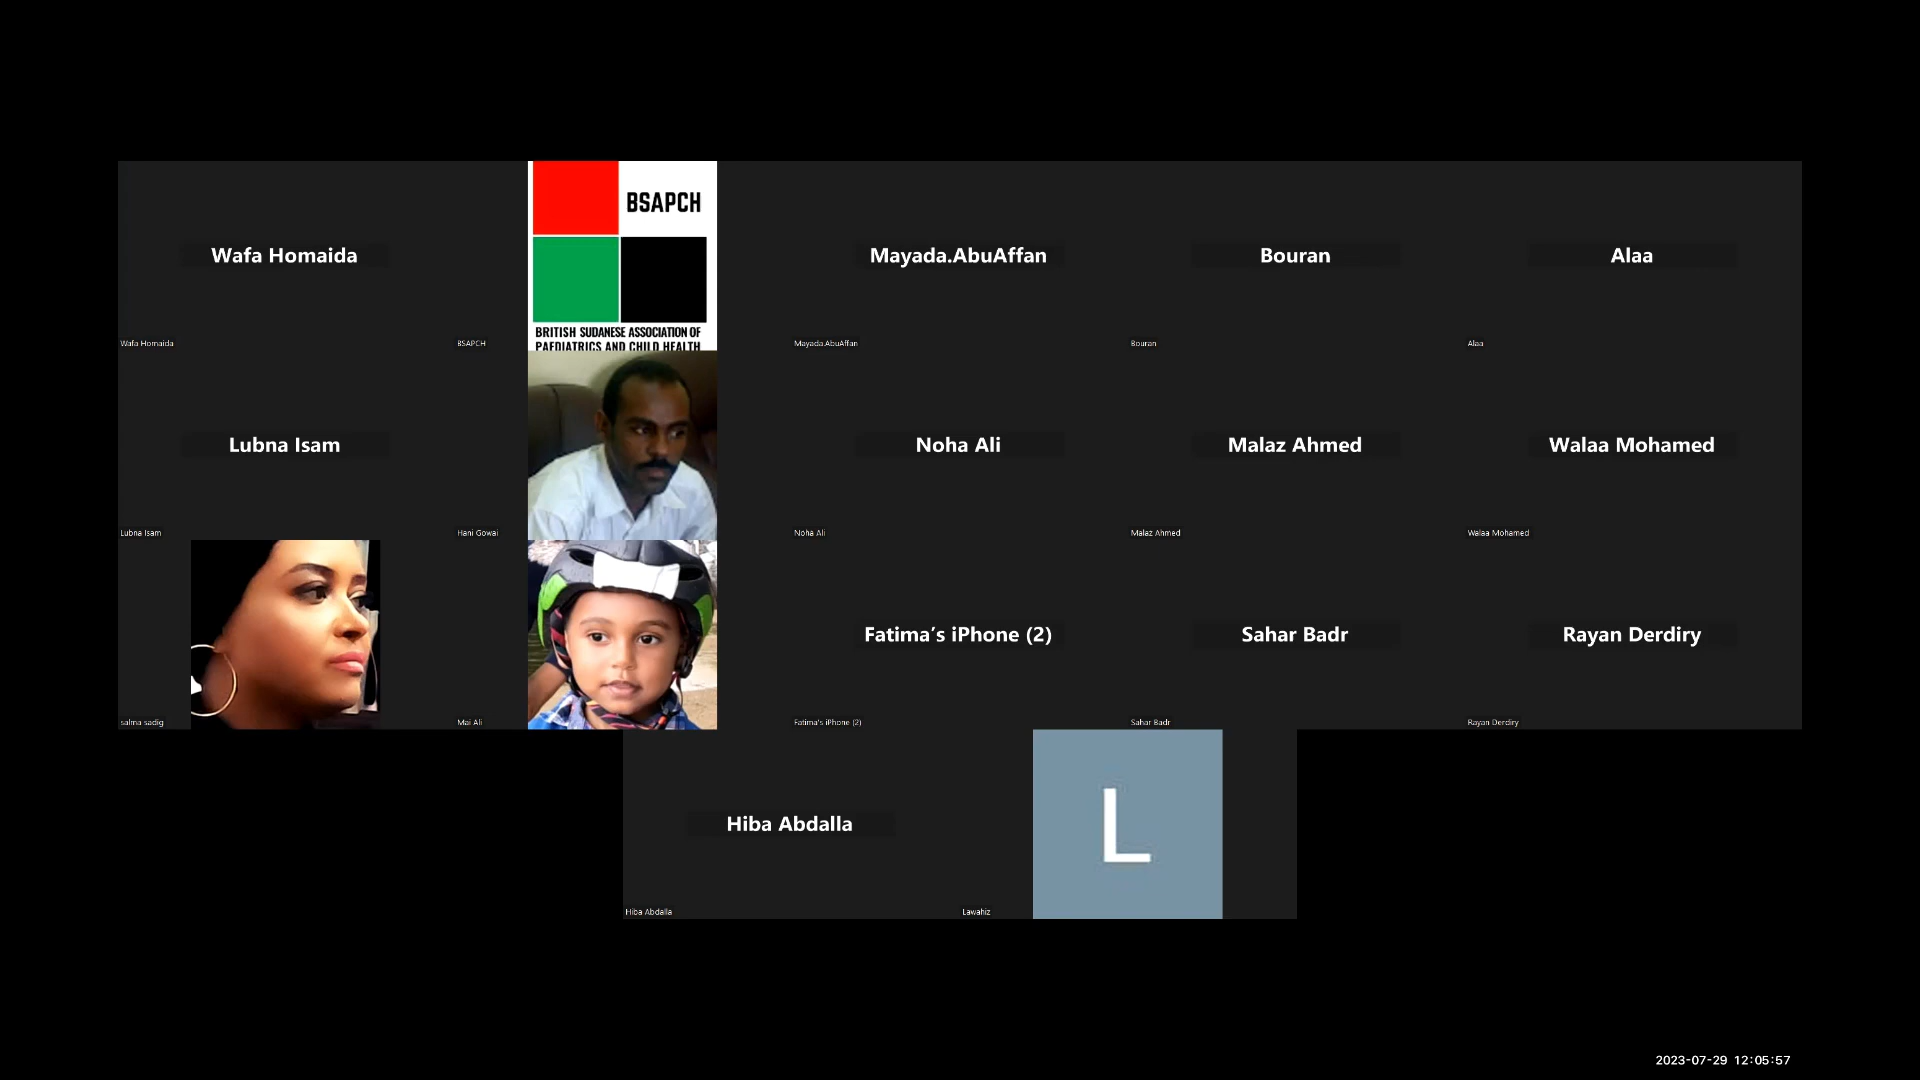 BSAPCH
Wafa Homaida
Mayada.AbuAffan
Bouran
Alaa
BRITISH SUDANESE ASSOCIATION OF
PAEDIATRICS AND CHILD HEALTH
Wafa Homaida
BSAPCH
Mayada.AbuAffan
Bouran
Alaa
Lubna Isam
Noha Ali
Malaz Ahmed
Walaa Mohamed
Lubna Isam
Hani Gowai
Noha Ali
Malaz Ahmed
Walaa Mohamed
Fatima's iPhone (2)
Sahar Badr
Rayan Derdiry
salma sadig
Mai Ali
Fatima's iPhone (2)
Sahar Badr
Rayan Derdiry
Hiba Abdalla
L
Hiba Abdalla
Lawahiz
2023-07-29 12:05:57